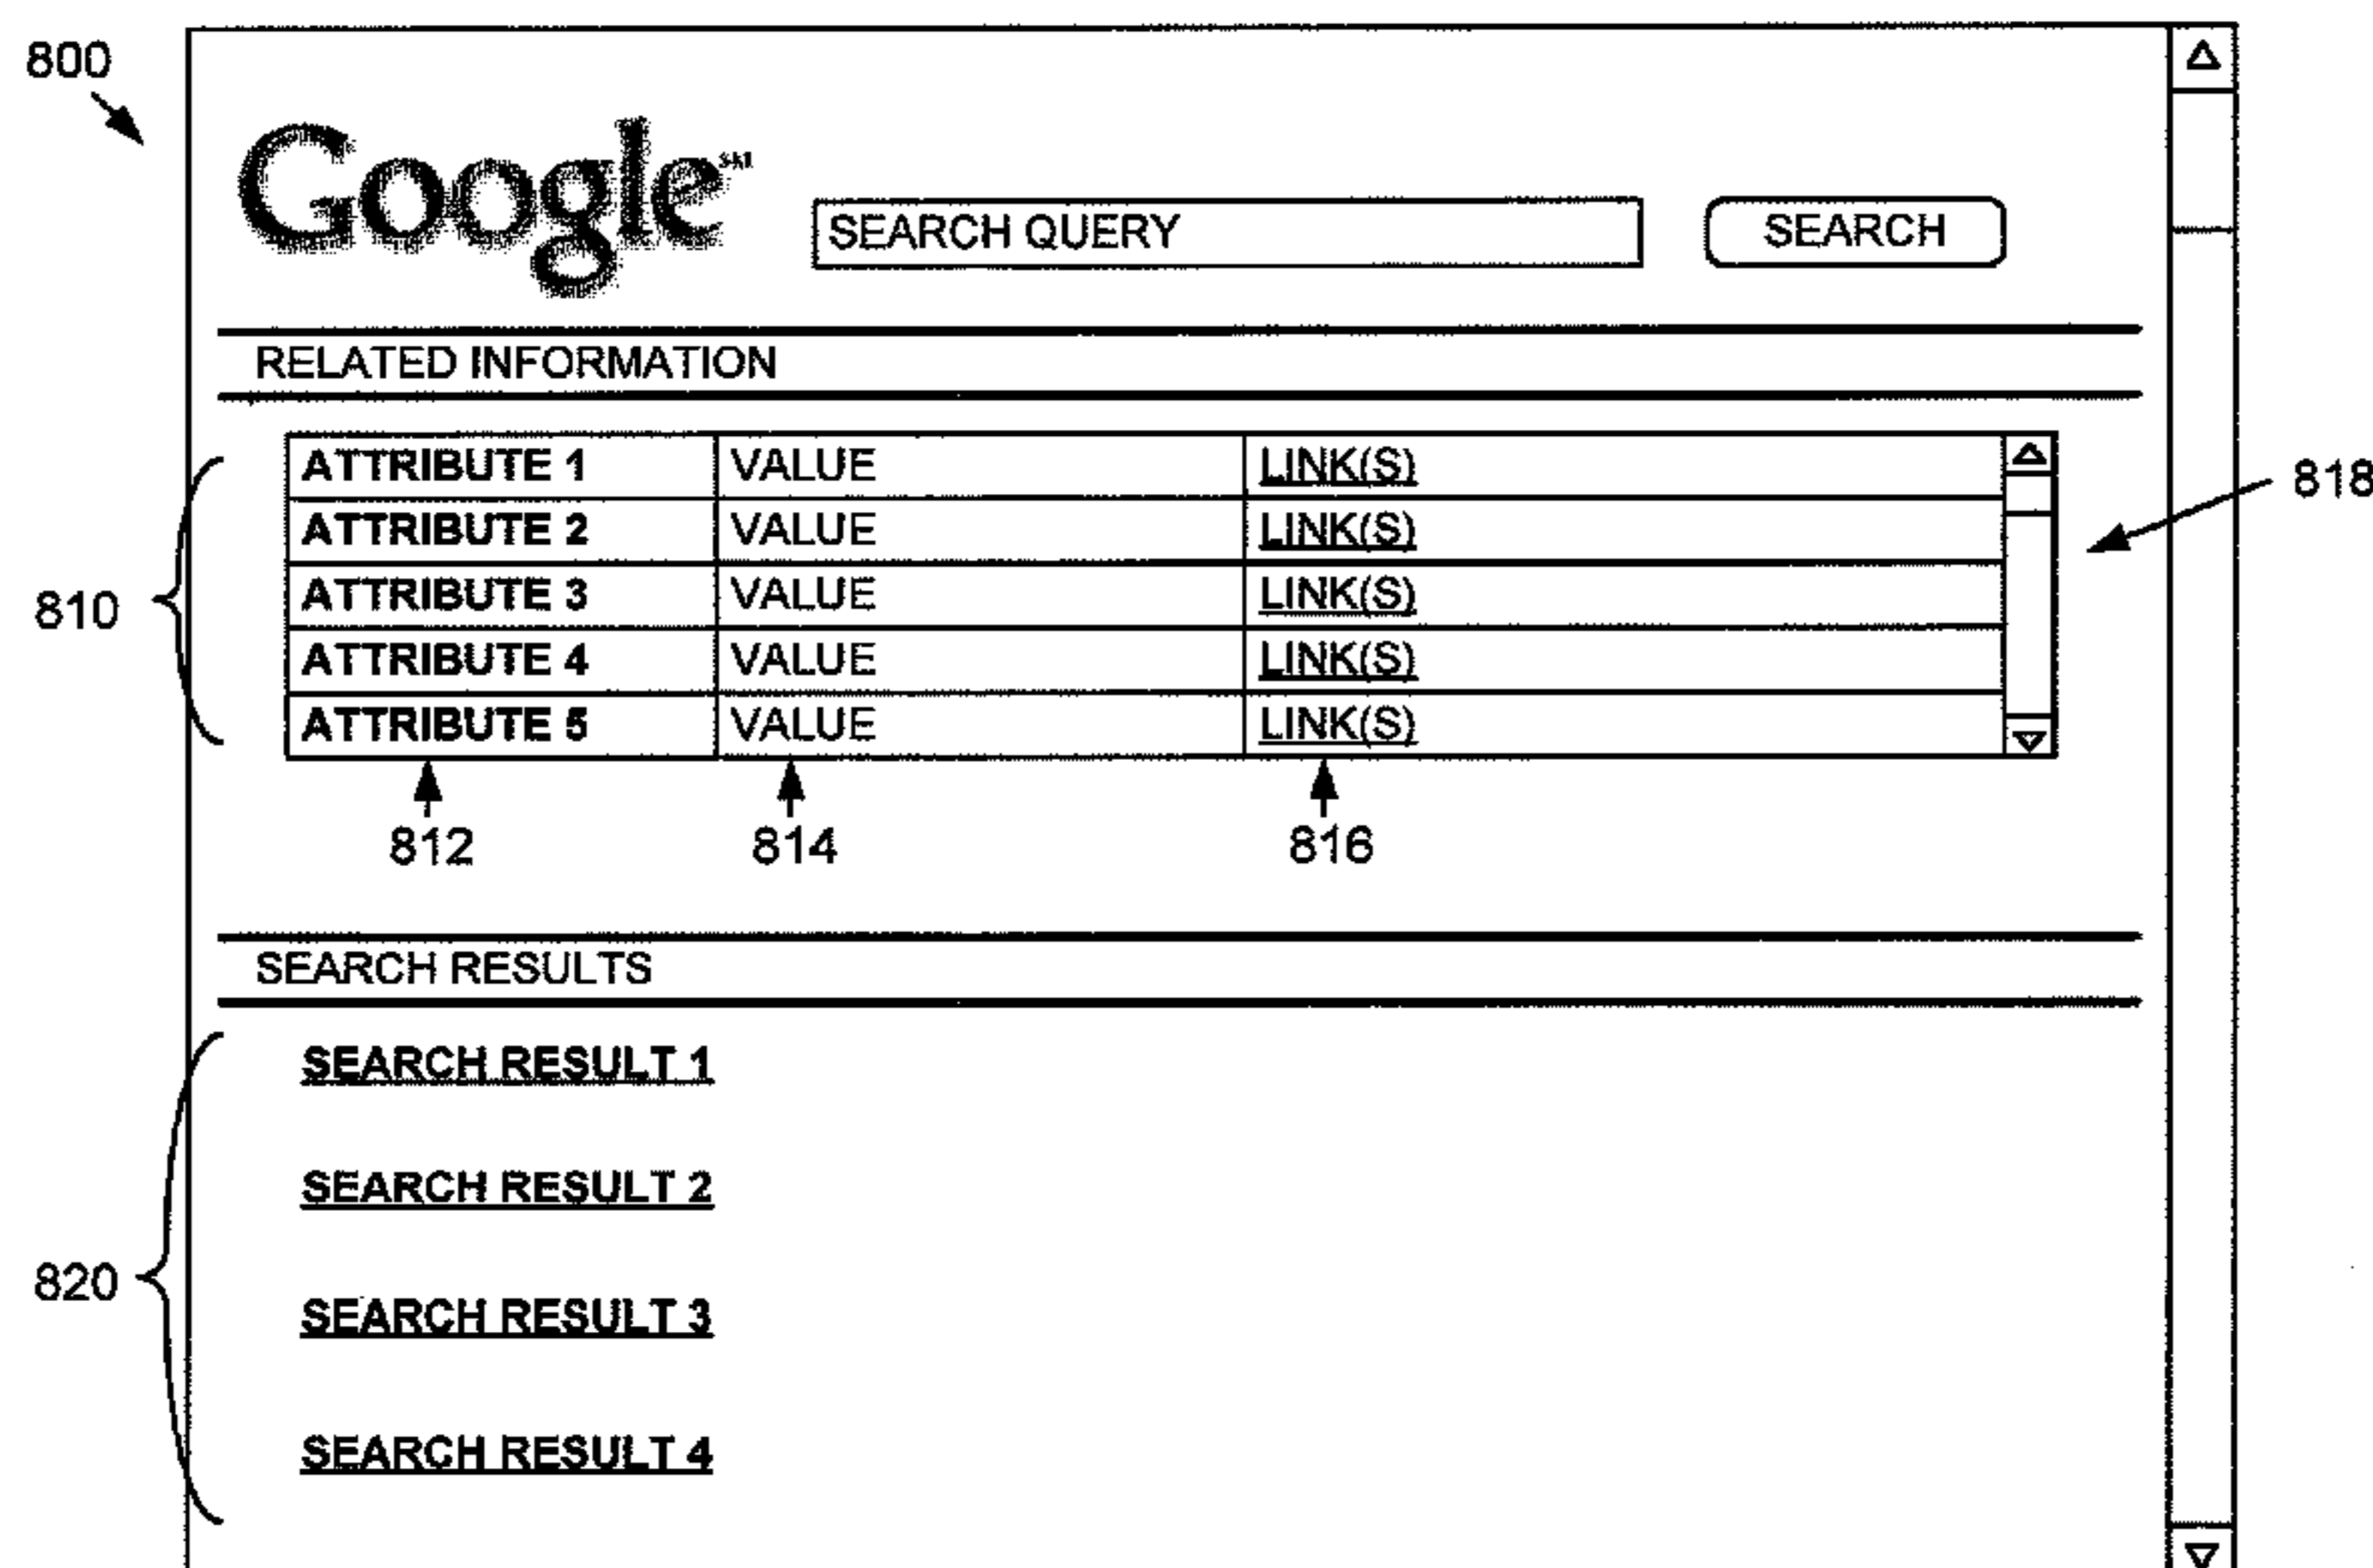 800
Google SM
SEARCH QUERY SEARCH
RELATED INFORMATION
ATTRIBUTE 1 VALUE LINK(S)
818
ATTRIBUTE 2 VALUE LINK(S)
810
ATTRIBUTE 3 VALUE LINK(S)
ATTRIBUTE 4 VALUE LINK(S)
ATTRIBUTE 5 VALUE LINK(S)
812 814 816
SEARCH RESULTS
SEARCH RESULT 1
SEARCH RESULT 2
820
SEARCH RESULT 3
SEARCH RESULT 4